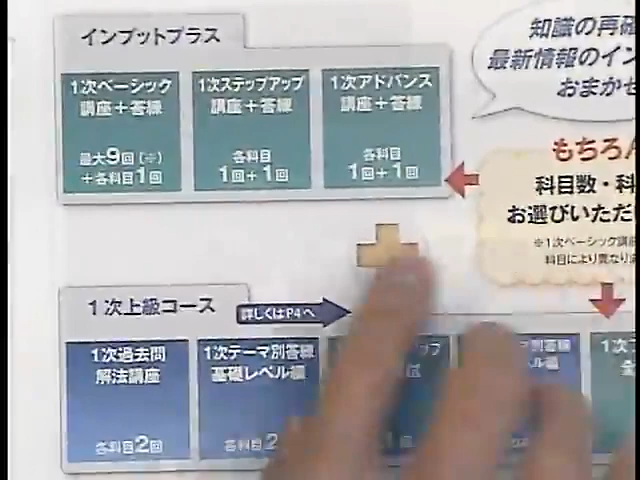 インプットプラス
1次ベーシック
講座+答練
最大9回(※)
+各科目1回
1次ステップアップ
講座+答練
各科目
1回+1回
1次アドバンス
講座+答練
各科目
1回+1回
知識の再確
最新情報のイン
おまかせ
もちろん
科目数・科
お選びいただ
※1次ベーシック講座
科目により異なり
1次上級コース
詳しくはP4へ
1次過去問
解法講座
各科目2回
1次テーマ別答練
基礎レベル編
各科目2